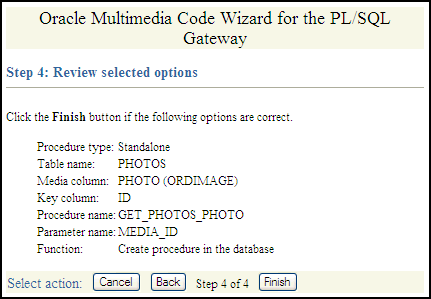 Oracle Multimedia Code Wizard for the PL/SQL
Gateway
Step 4: Review selected options
Click the Finish button if the following options are correct.
Procedure type: Standalone
Table name: PHOTOS
Media column: PHOTO (ORDIMAGE)
Key column: ID
Procedure name: GET_PHOTOS_PHOTO
Parameter name: MEDIA_ID
Function: Create procedure in the database
Select action: Cancel Back Step 4 of 4 Finish